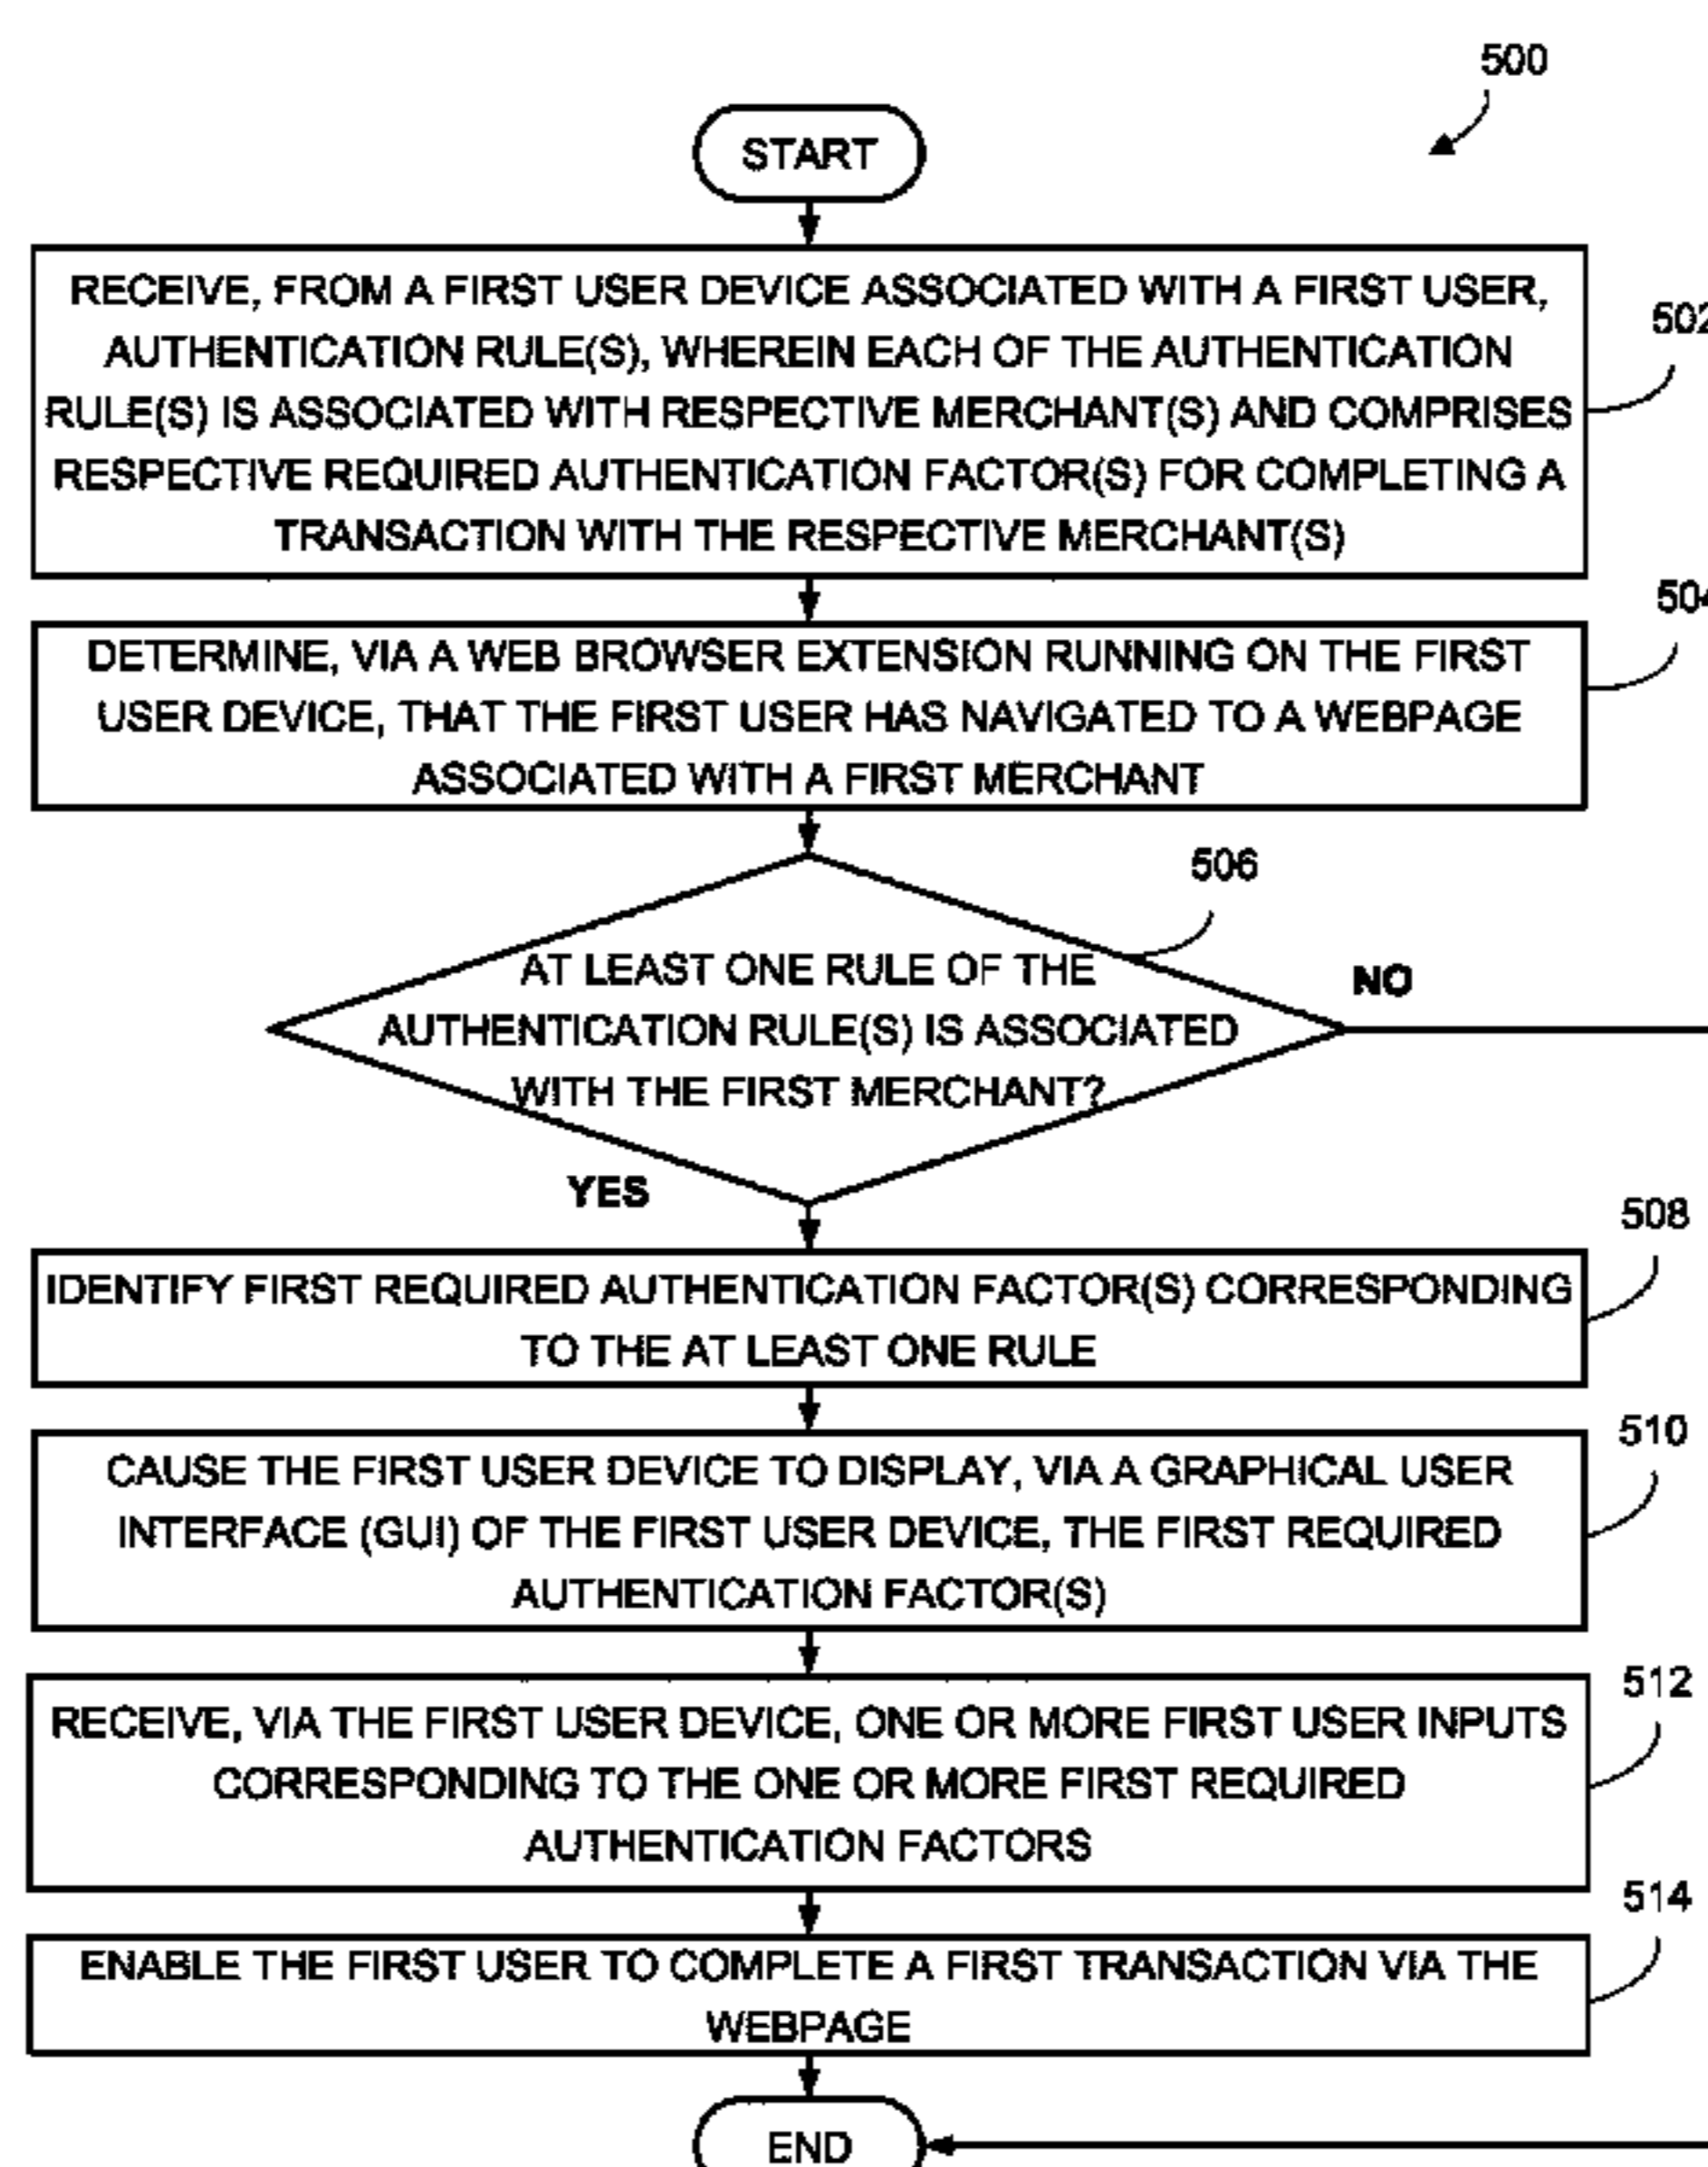 500
START
RECEIVE, FROM A FIRST USER DEVICE ASSOCIATED WITH A FIRST USER,
AUTHENTICATION RULE(S), WHEREIN EACH OF THE AUTHENTICATION
RULE(S) IS ASSOCIATED WITH RESPECTIVE MERCHANT(S) AND COMPRISES
RESPECTIVE REQUIRED AUTHENTICATION FACTOR(S) FOR COMPLETING A
TRANSACTION WITH THE RESPECTIVE MERCHANT(S)
502
DETERMINE, VIA A WEB BROWSER EXTENSION RUNNING ON THE FIRST
USER DEVICE, THAT THE FIRST USER HAS NAVIGATED TO A WEBPAGE
ASSOCIATED WITH A FIRST MERCHANT
504
506
AT LEAST ONE RULE OF THE
AUTHENTICATION RULE(S) IS ASSOCIATED
WITH THE FIRST MERCHANT?
NO
YES
508
IDENTIFY FIRST REQUIRED AUTHENTICATION FACTOR(S) CORRESPONDING
TO THE AT LEAST ONE RULE
510
CAUSE THE FIRST USER DEVICE TO DISPLAY, VIA A GRAPHICAL USER
INTERFACE (GUI) OF THE FIRST USER DEVICE, THE FIRST REQUIRED
AUTHENTICATION FACTOR(S)
512
RECEIVE, VIA THE FIRST USER DEVICE, ONE OR MORE FIRST USER INPUTS
CORRESPONDING TO THE ONE OR MORE FIRST REQUIRED
AUTHENTICATION FACTORS
514
ENABLE THE FIRST USER TO COMPLETE A FIRST TRANSACTION VIA THE
WEBPAGE
END